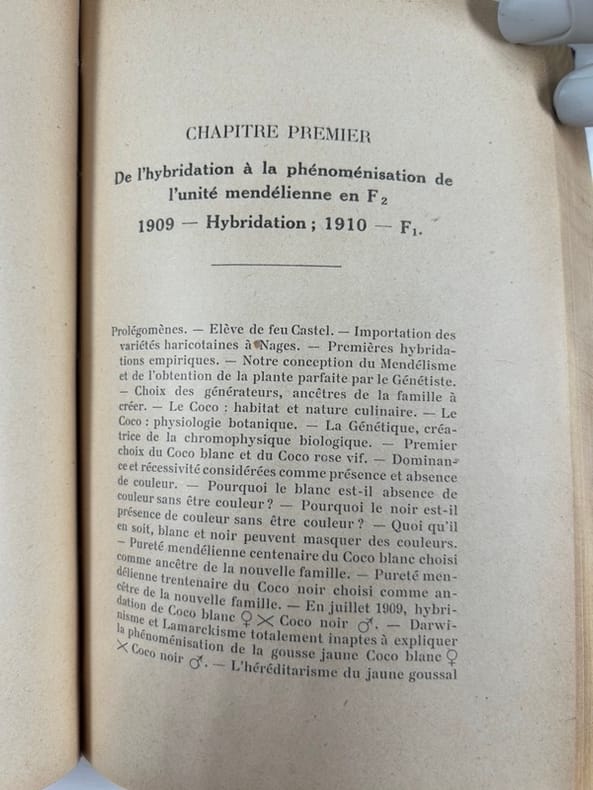 CHAPITRE PREMIER
De l'hybridation à la phénoménisation de
l'unité mendélienne en F₂
1909 — Hybridation ; 1910 — F₁.
Prolégomènes. — Elève de feu Castel. — Importation des
variétés haricotaines à Nages. — Premières hybrida-
tions empiriques. — Notre conception du Mendélisme
et de l'obtention de la plante parfaite par le Génétiste.
— Choix des générateurs, ancêtres de la famille à
créer. — Le Coco : habitat et nature culinaire. — Le
Coco : physiologie botanique. — La Génétique, créa-
trice de la chromophysique biologique. — Premier
choix du Coco blanc et du Coco rose vif. — Dominan-
ce et récessivité considérées comme présence et absence
de couleur. — Pourquoi le blanc est-il absence de
couleur sans être couleur ? — Pourquoi le noir est-il
présence de couleur sans être couleur ? — Quoi qu'il
en soit, blanc et noir peuvent masquer des couleurs.
— Pureté mendélienne centenaire du Coco blanc choisi
comme ancêtre de la nouvelle famille. — Pureté men-
délienne trentenaire du Coco noir choisi comme an-
cêtre de la nouvelle famille. — En juillet 1909, hybri-
dation de Coco blanc ♀ × Coco noir ♂. — Darwi-
nisme et Lamarckisme totalement inaptes à expliquer
la phénoménisation de la gousse jaune Coco blanc ♀
× Coco noir ♂. — L'héréditarisme du jaune goussal